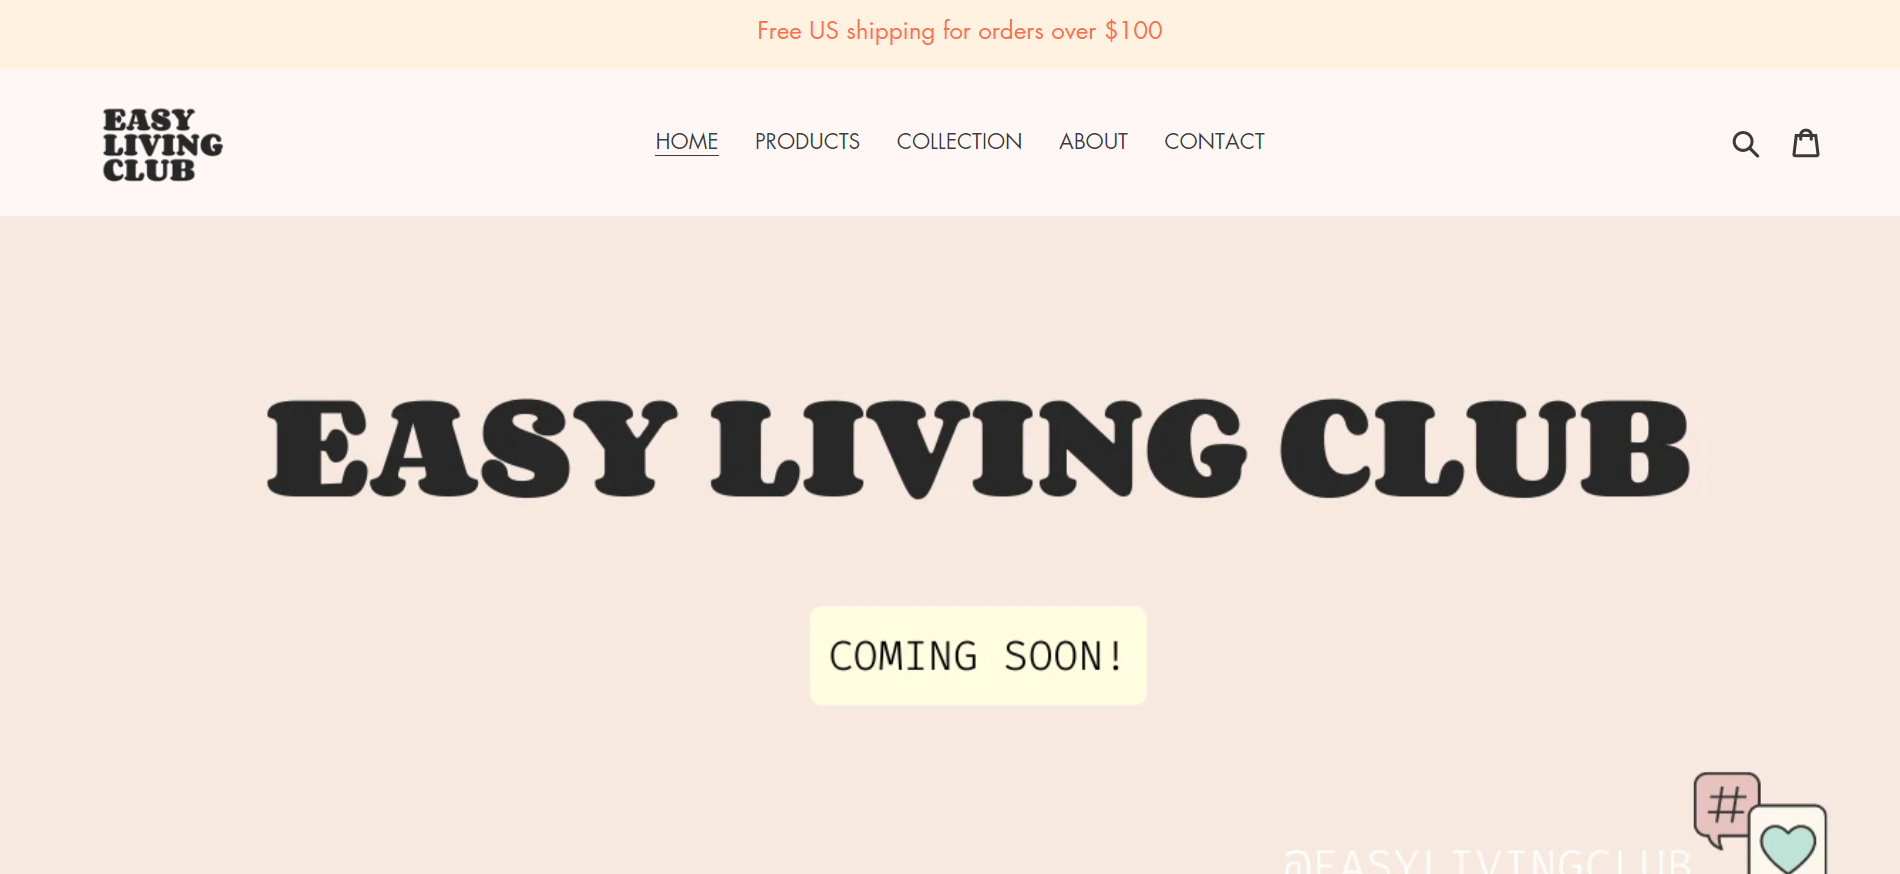 Free US shipping for orders over $100
EASY
LIVING
CLUB
HOME PRODUCTS COLLECTION ABOUT CONTACT
EASY LIVING CLUB
COMING SOON!
#
@EASYLIVINGCLUB